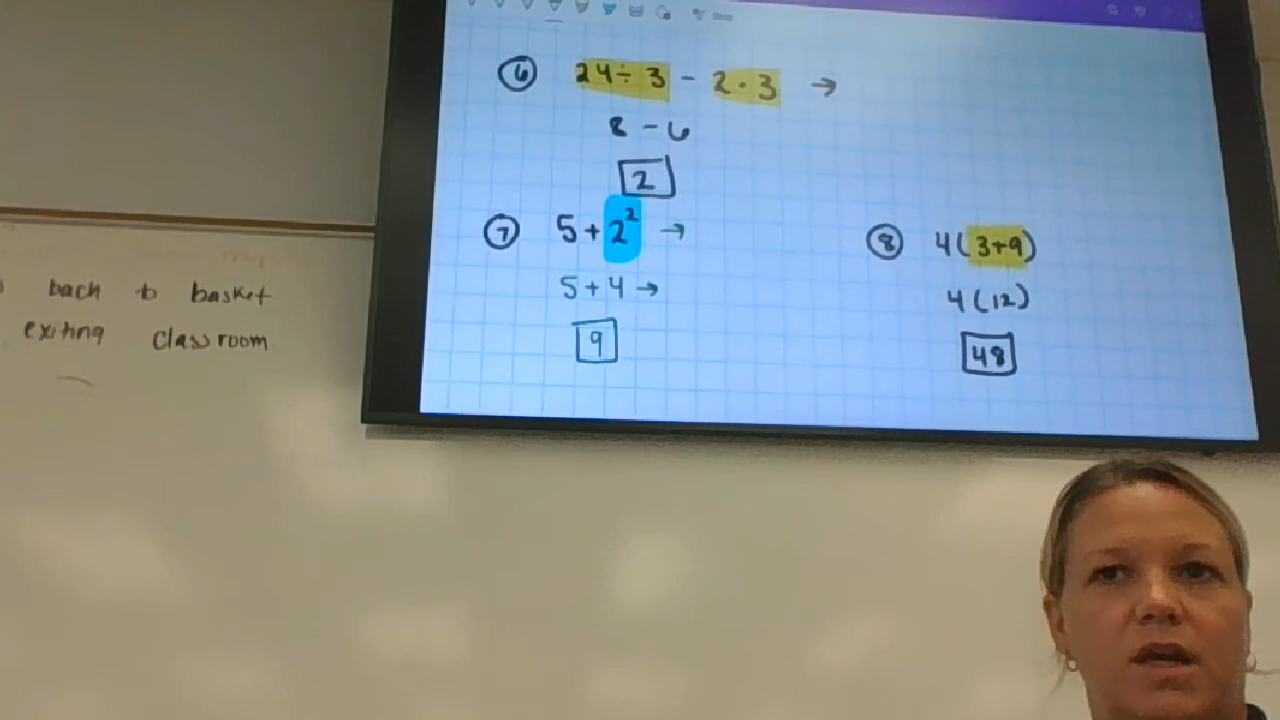 ⑥ 24÷3 - 2·3 →
8 - 6
2
⑦ 5+2² →
5+4 →
9
⑧ 4(3+9)
4(12)
48
back to basket
exiting classroom